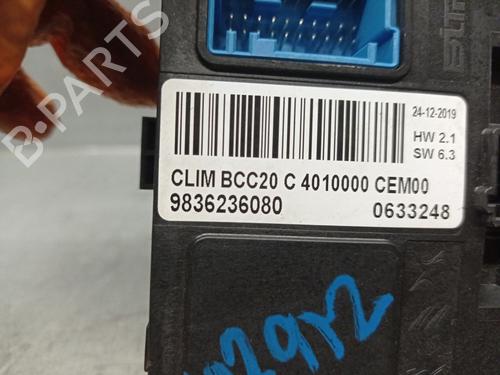 B-PARTS
24-12-2019
HW 2.1
SW 6.3
CLIM BCC20 C 4010000 CEM00
9836236080 0633248